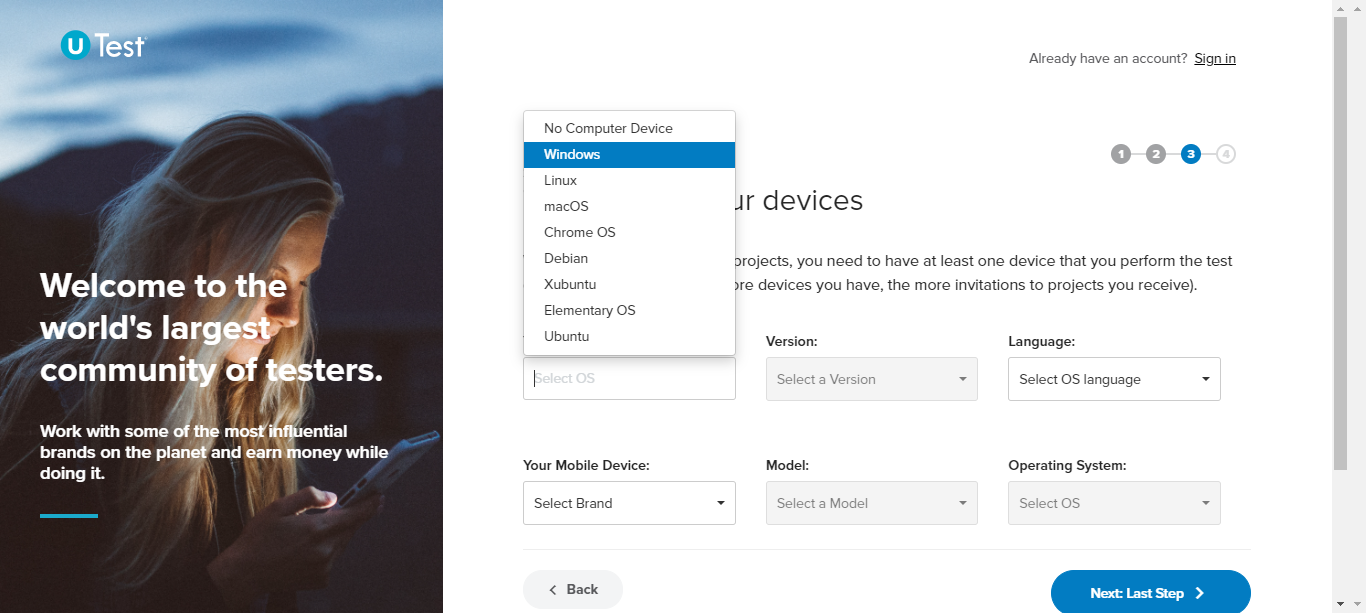 uTest
Already have an account? Sign in
1 2 3 4
ur devices
projects, you need to have at least one device that you perform the test
ore devices you have, the more invitations to projects you receive).
No Computer Device
Windows
Linux
macOS
Chrome OS
Debian
Xubuntu
Elementary OS
Ubuntu
Select OS
Version:
Select a Version
Language:
Select OS language
Your Mobile Device:
Select Brand
Model:
Select a Model
Operating System:
Select OS
Back
Next: Last Step
Welcome to the
world's largest
community of testers.
Work with some of the most influential
brands on the planet and earn money while
doing it.